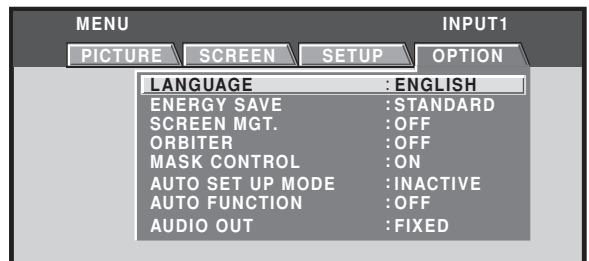 MENU INPUT1
PICTURE SCREEN SETUP OPTION
LANGUAGE :ENGLISH
ENERGY SAVE :STANDARD
SCREEN MGT. :OFF
ORBITER :OFF
MASK CONTROL :ON
AUTO SET UP MODE :INACTIVE
AUTO FUNCTION :OFF
AUDIO OUT :FIXED